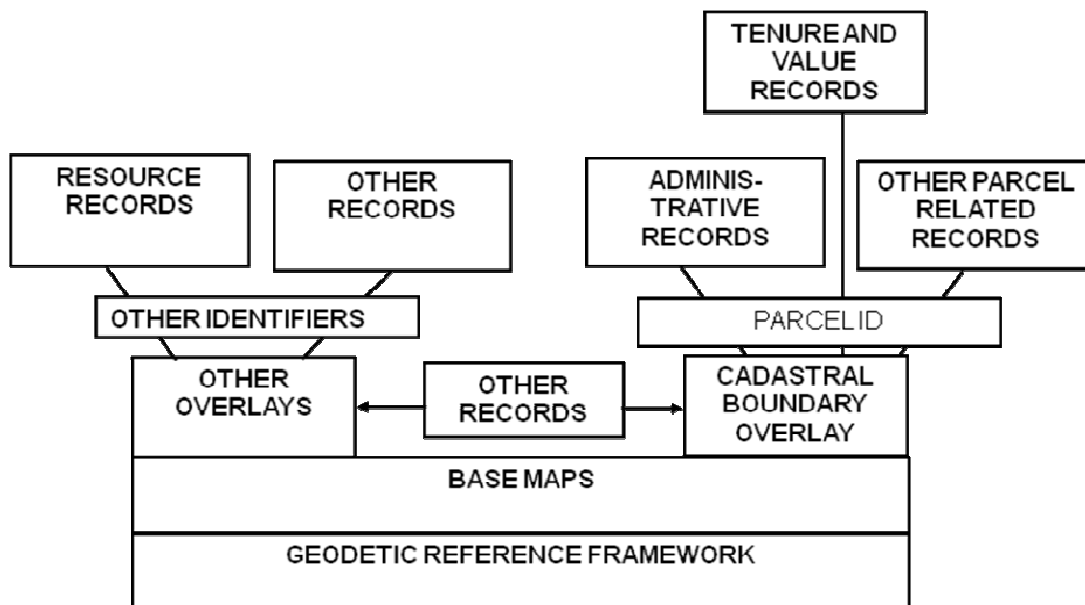 TENURE AND
VALUE
RECORDS
RESOURCE
RECORDS
OTHER
RECORDS
ADMINIS-
TRATIVE
RECORDS
OTHER PARCEL
RELATED
RECORDS
OTHER IDENTIFIERS
PARCEL ID
OTHER
OVERLAYS
OTHER
RECORDS
CADASTRAL
BOUNDARY
OVERLAY
BASE MAPS
GEODETIC REFERENCE FRAMEWORK